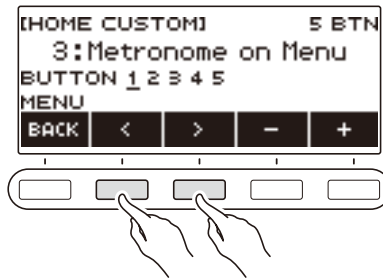 [HOME CUSTOM] 5 BTN
3:Metronome on Menu
BUTTON 1 2 3 4 5
MENU
BACK < > − +